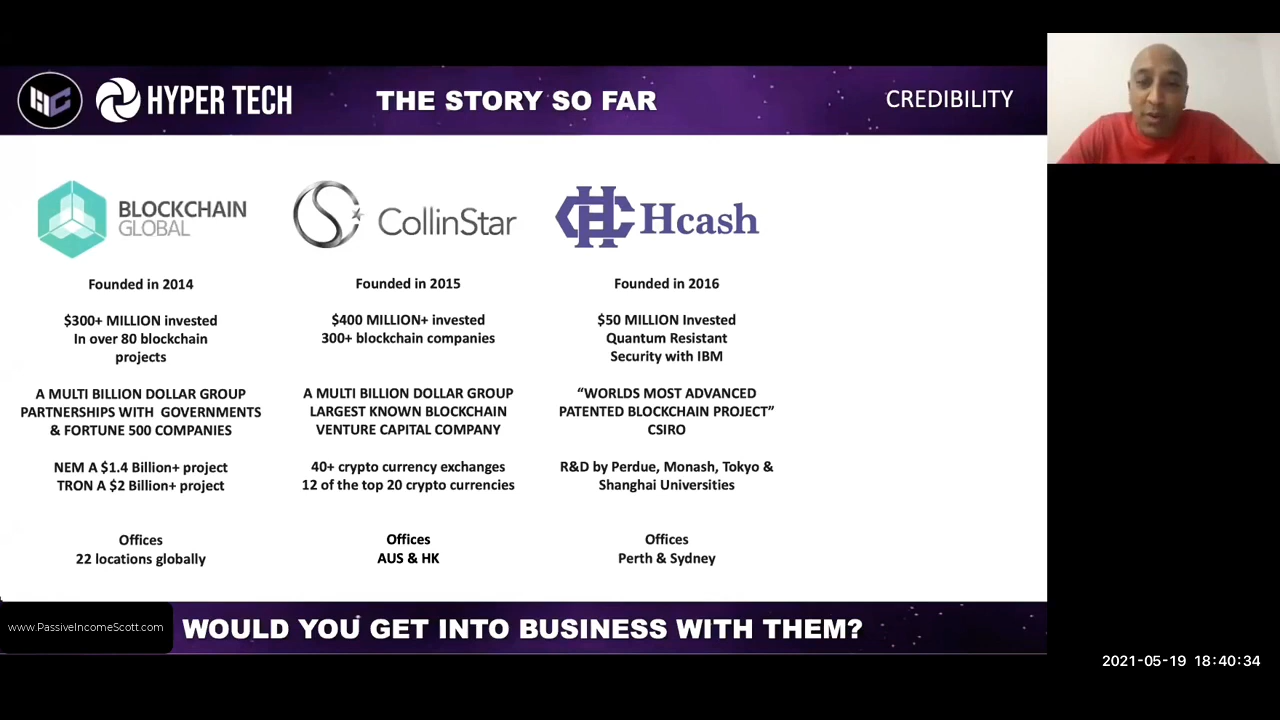 HC HYPER TECH
THE STORY SO FAR
CREDIBILITY
BLOCKCHAIN
GLOBAL
Founded in 2014
$300+ MILLION invested
In over 80 blockchain
projects
A MULTI BILLION DOLLAR GROUP
PARTNERSHIPS WITH GOVERNMENTS
& FORTUNE 500 COMPANIES
NEM A $1.4 Billion+ project
TRON A $2 Billion+ project
Offices
22 locations globally
CollinStar
Founded in 2015
$400 MILLION+ invested
300+ blockchain companies
A MULTI BILLION DOLLAR GROUP
LARGEST KNOWN BLOCKCHAIN
VENTURE CAPITAL COMPANY
40+ crypto currency exchanges
12 of the top 20 crypto currencies
Offices
AUS & HK
Hcash
Founded in 2016
$50 MILLION Invested
Quantum Resistant
Security with IBM
“WORLDS MOST ADVANCED
PATENTED BLOCKCHAIN PROJECT”
CSIRO
R&D by Perdue, Monash, Tokyo &
Shanghai Universities
Offices
Perth & Sydney
www.PassiveIncomeScott.com
WOULD YOU GET INTO BUSINESS WITH THEM?
2021-05-19 18:40:34